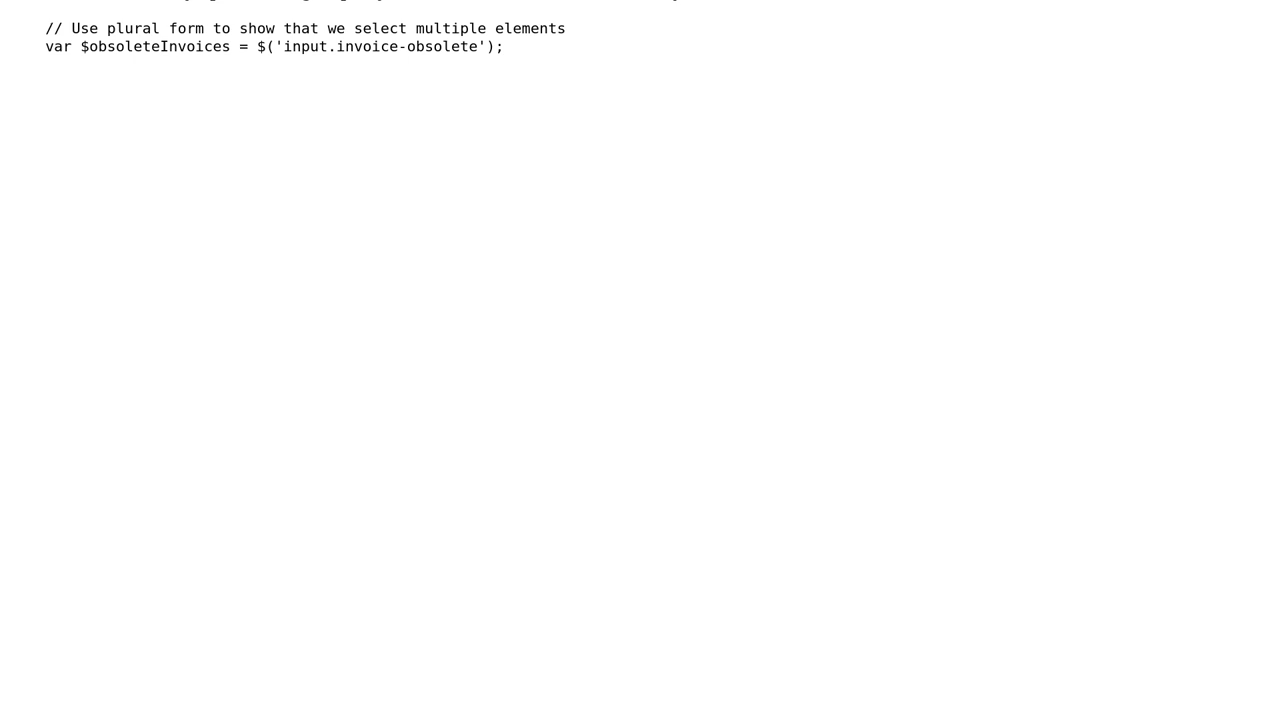 // Use plural form to show that we select multiple elements
var $obsoleteInvoices = $('input.invoice-obsolete');